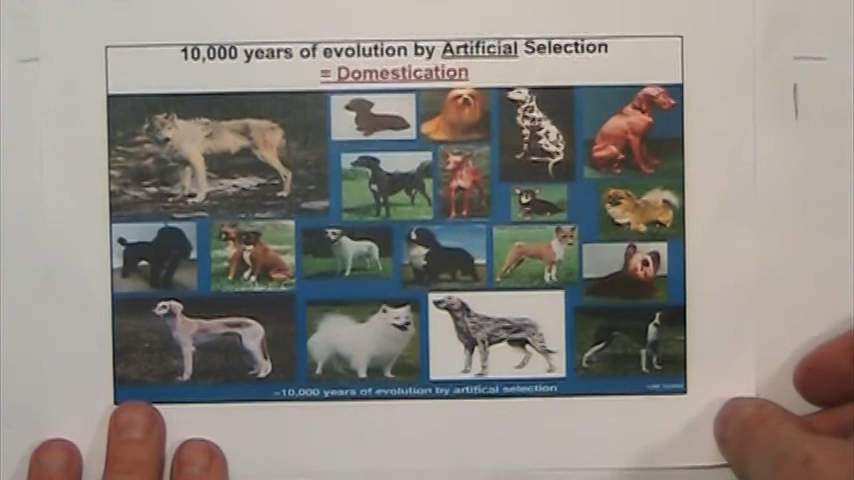 10,000 years of evolution by Artificial Selection
= Domestication
~10,000 years of evolution by artifical selection